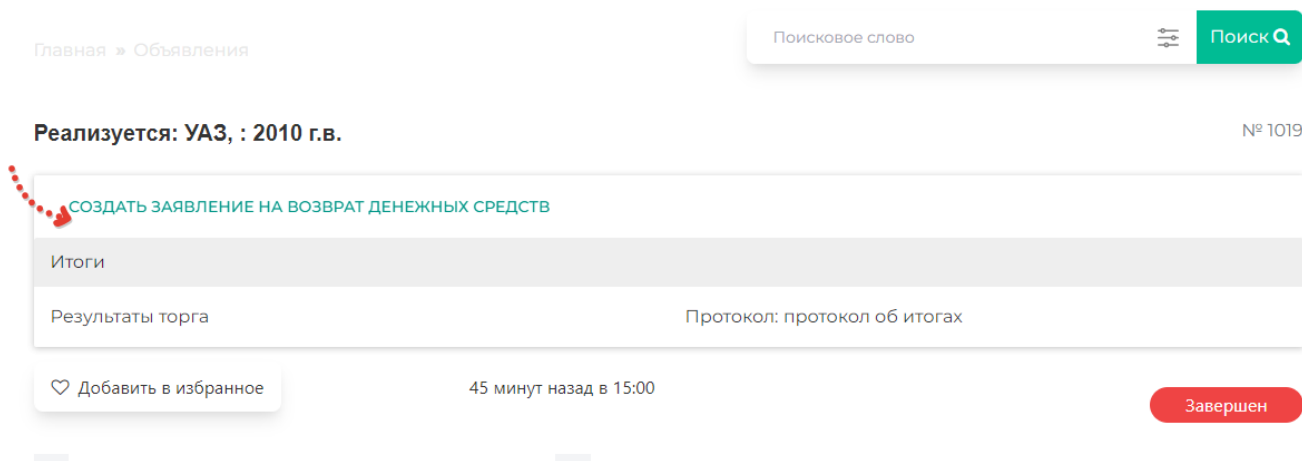 Главная » Объявления
Поисковое слово
Поиск
Реализуется: УАЗ, : 2010 г.в.
№ 1019
СОЗДАТЬ ЗАЯВЛЕНИЕ НА ВОЗВРАТ ДЕНЕЖНЫХ СРЕДСТВ
Итоги
Результаты торга
Протокол: протокол об итогах
Добавить в избранное
45 минут назад в 15:00
Завершен